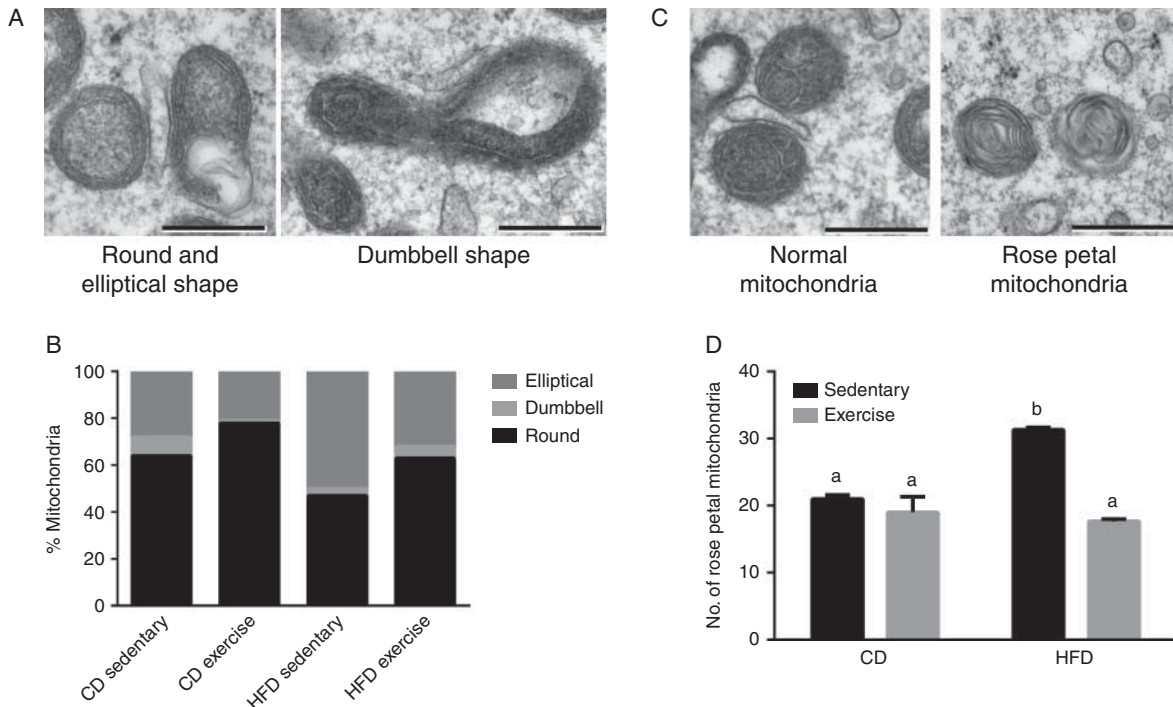 A
Round and
elliptical shape
Dumbbell shape
B
100
80
60
40
20
0
% Mitochondria
CD sedentary
CD exercise
HFD sedentary
HFD exercise
Elliptical
Dumbbell
Round
C
Normal
mitochondria
Rose petal
mitochondria
D
40
30
20
10
0
No. of rose petal mitochondria
Sedentary
Exercise
a
a
b
a
CD
HFD